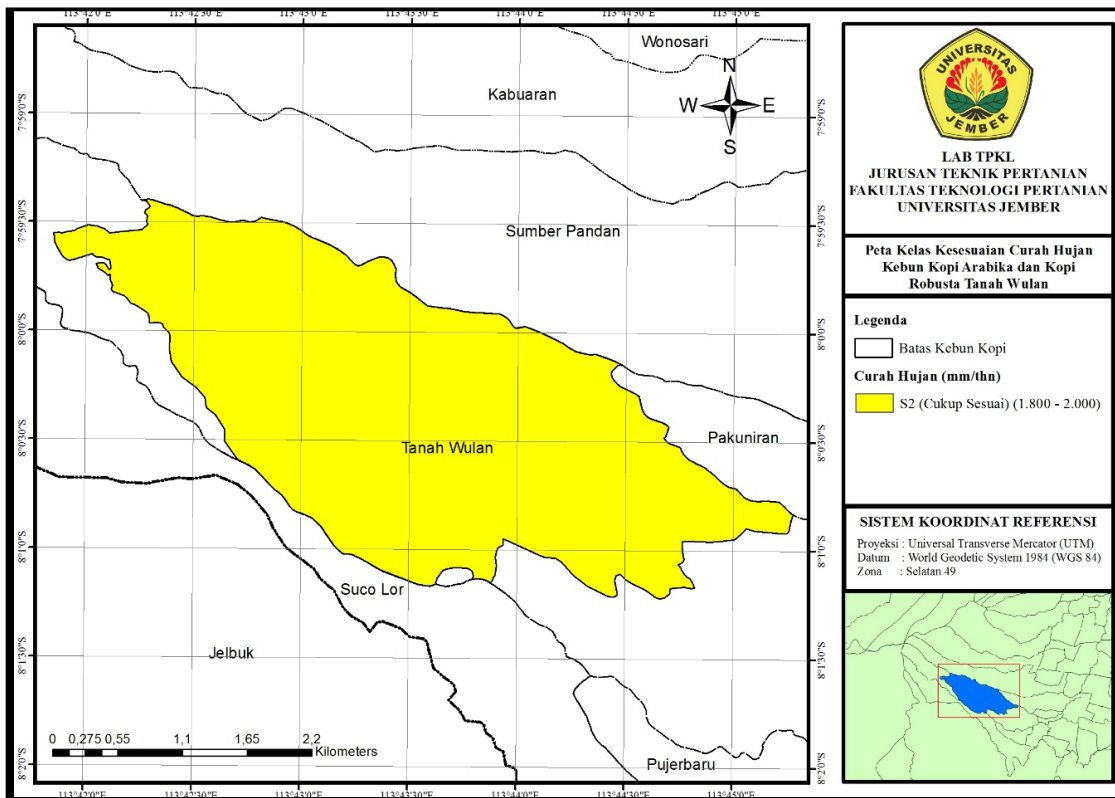 113°42'0"E 113°42'30"E 113°43'0"E 113°43'30"E 113°44'0"E 113°44'30"E 113°45'0"E
Wonosari
Kabuaran
N
W E
S
7°59'0"S 7°59'0"S
Sumber Pandan
7°59'30"S 7°59'30"S
8°0'0"S 8°0'0"S
Pakuniran
Tanah Wulan
8°0'30"S 8°0'30"S
8°1'0"S 8°1'0"S
Suco Lor
Jelbuk
8°1'30"S 8°1'30"S
0 0,275 0,55 1,1 1,65 2,2
Kilometers
Pujerbaru
8°2'0"S 8°2'0"S
113°42'0"E 113°42'30"E 113°43'0"E 113°43'30"E 113°44'0"E 113°44'30"E 113°45'0"E
UNIVERSITAS
JEMBER
LAB TPKL
JURUSAN TEKNIK PERTANIAN
FAKULTAS TEKNOLOGI PERTANIAN
UNIVERSITAS JEMBER
Peta Kelas Kesesuaian Curah Hujan
Kebun Kopi Arabika dan Kopi
Robusta Tanah Wulan
Legenda
Batas Kebun Kopi
Curah Hujan (mm/thn)
S2 (Cukup Sesuai) (1.800 - 2.000)
SISTEM KOORDINAT REFERENSI
Proyeksi : Universal Transverse Mercator (UTM)
Datum : World Geodetic System 1984 (WGS 84)
Zona : Selatan 49